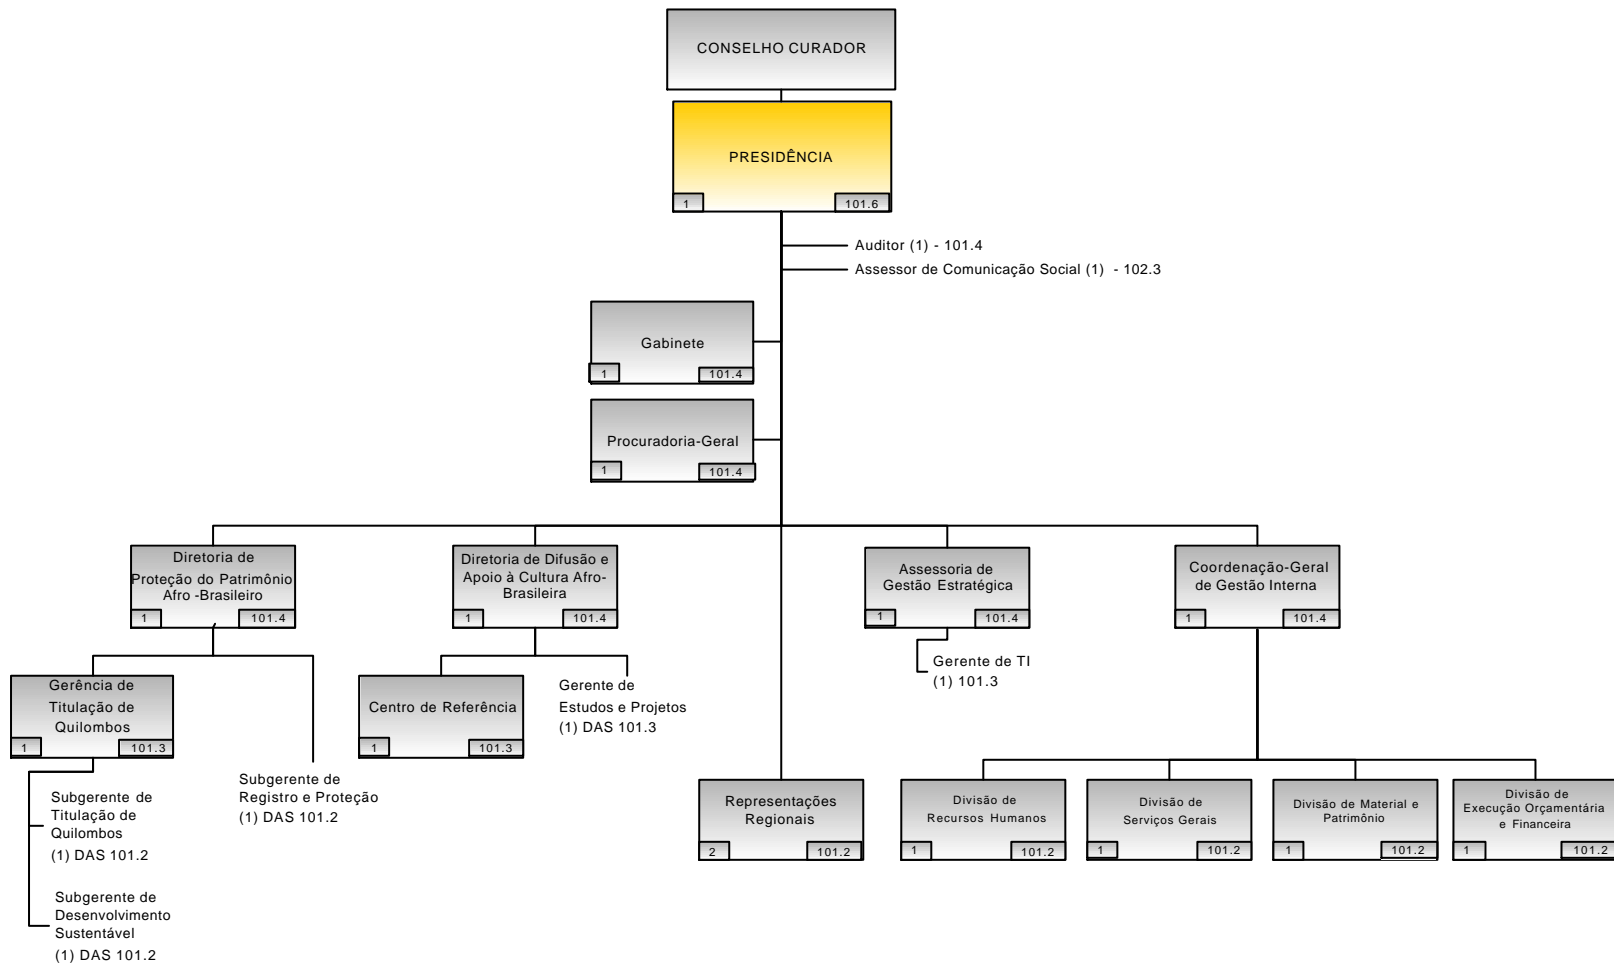 CONSELHO CURADOR
PRESIDÊNCIA
1
101.6
Auditor (1) - 101.4
Assessor de Comunicação Social (1) - 102.3
Gabinete
1
101.4
Procuradoria-Geral
1
101.4
Diretoria de
Proteção do Patrimônio
Afro -Brasileiro
1
101.4
Diretoria de Difusão e
Apoio à Cultura Afro-
Brasileira
1
101.4
Assessoria de
Gestão Estratégica
1
101.4
Coordenação-Geral
de Gestão Interna
1
101.4
Gerência de
Titulação de
Quilombos
1
101.3
Centro de Referência
1
101.3
Gerente de
Estudos e Projetos
(1) DAS 101.3
Gerente de TI
(1) 101.3
Subgerente de
Registro e Proteção
(1) DAS 101.2
Subgerente de
Titulação de
Quilombos
(1) DAS 101.2
Subgerente de
Desenvolvimento
Sustentável
(1) DAS 101.2
Representações
Regionais
2
101.2
Divisão de
Recursos Humanos
1
101.2
Divisão de
Serviços Gerais
1
101.2
Divisão de Material e
Patrimônio
1
101.2
Divisão de
Execução Orçamentária
e Financeira
1
101.2